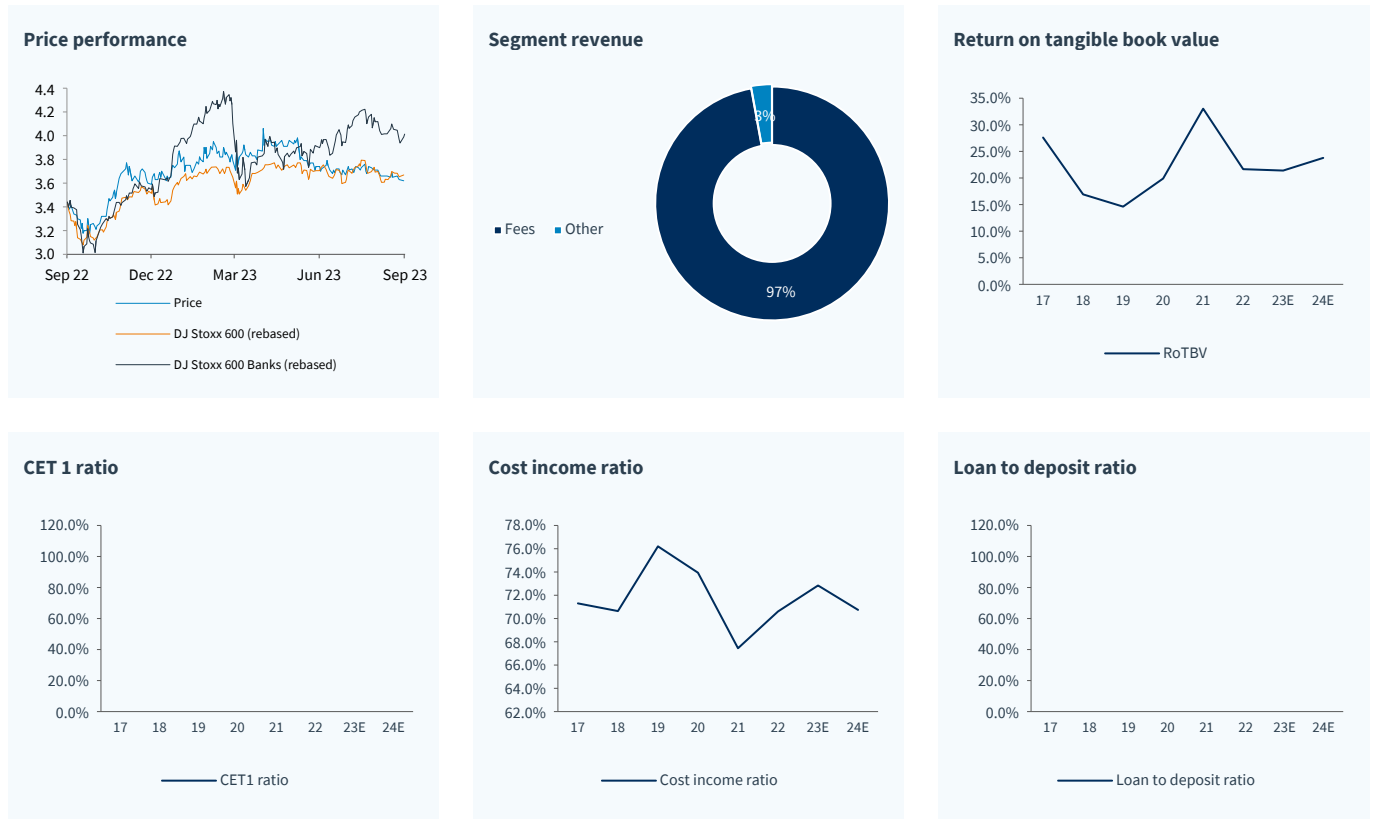 Price performance
4.4
4.2
4.0
3.8
3.6
3.4
3.2
3.0
Sep 22 Dec 22 Mar 23 Jun 23 Sep 23
Price
DJ Stoxx 600 (rebased)
DJ Stoxx 600 Banks (rebased)
Segment revenue
3%
Fees Other
97%
Return on tangible book value
35.0%
30.0%
25.0%
20.0%
15.0%
10.0%
5.0%
0.0%
17 18 19 20 21 22 23E 24E
RoTBV
CET 1 ratio
120.0%
100.0%
80.0%
60.0%
40.0%
20.0%
0.0%
17 18 19 20 21 22 23E 24E
CET1 ratio
Cost income ratio
78.0%
76.0%
74.0%
72.0%
70.0%
68.0%
66.0%
64.0%
62.0%
17 18 19 20 21 22 23E 24E
Cost income ratio
Loan to deposit ratio
120.0%
100.0%
80.0%
60.0%
40.0%
20.0%
0.0%
17 18 19 20 21 22 23E 24E
Loan to deposit ratio